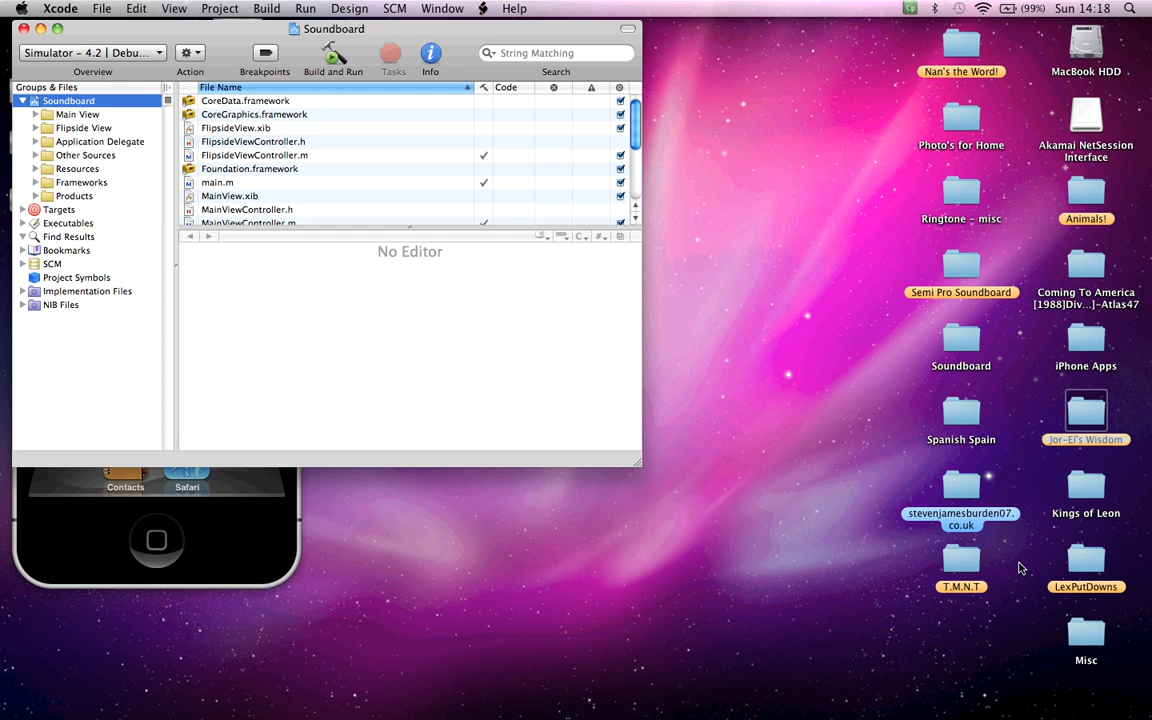 Xcode File Edit View Project Build Run Design SCM Window Help
(99%) Sun 14:18
Soundboard
Simulator - 4.2 | Debu...
String Matching
Overview Action Breakpoints Build and Run Tasks Info Search
Groups & Files
Soundboard
Main View
Flipside View
Application Delegate
Other Sources
Resources
Frameworks
Products
Targets
Executables
Find Results
Bookmarks
SCM
Project Symbols
Implementation Files
NIB Files
File Name Code
CoreData.framework
CoreGraphics.framework
FlipsideView.xib
FlipsideViewController.h
FlipsideViewController.m
Foundation.framework
main.m
MainView.xib
MainViewController.h
MainViewController.m
C #
No Editor
Contacts Safari
Nan's the Word!
MacBook HDD
Photo's for Home
Akamai NetSession
Interface
Ringtone - misc
Animals!
Semi Pro Soundboard
Coming To America
[1988]Div...]-Atlas47
Soundboard
iPhone Apps
Spanish Spain
Jor-El's Wisdom
stevenjamesburden07.
co.uk
Kings of Leon
T.M.N.T
LexPutDowns
Misc